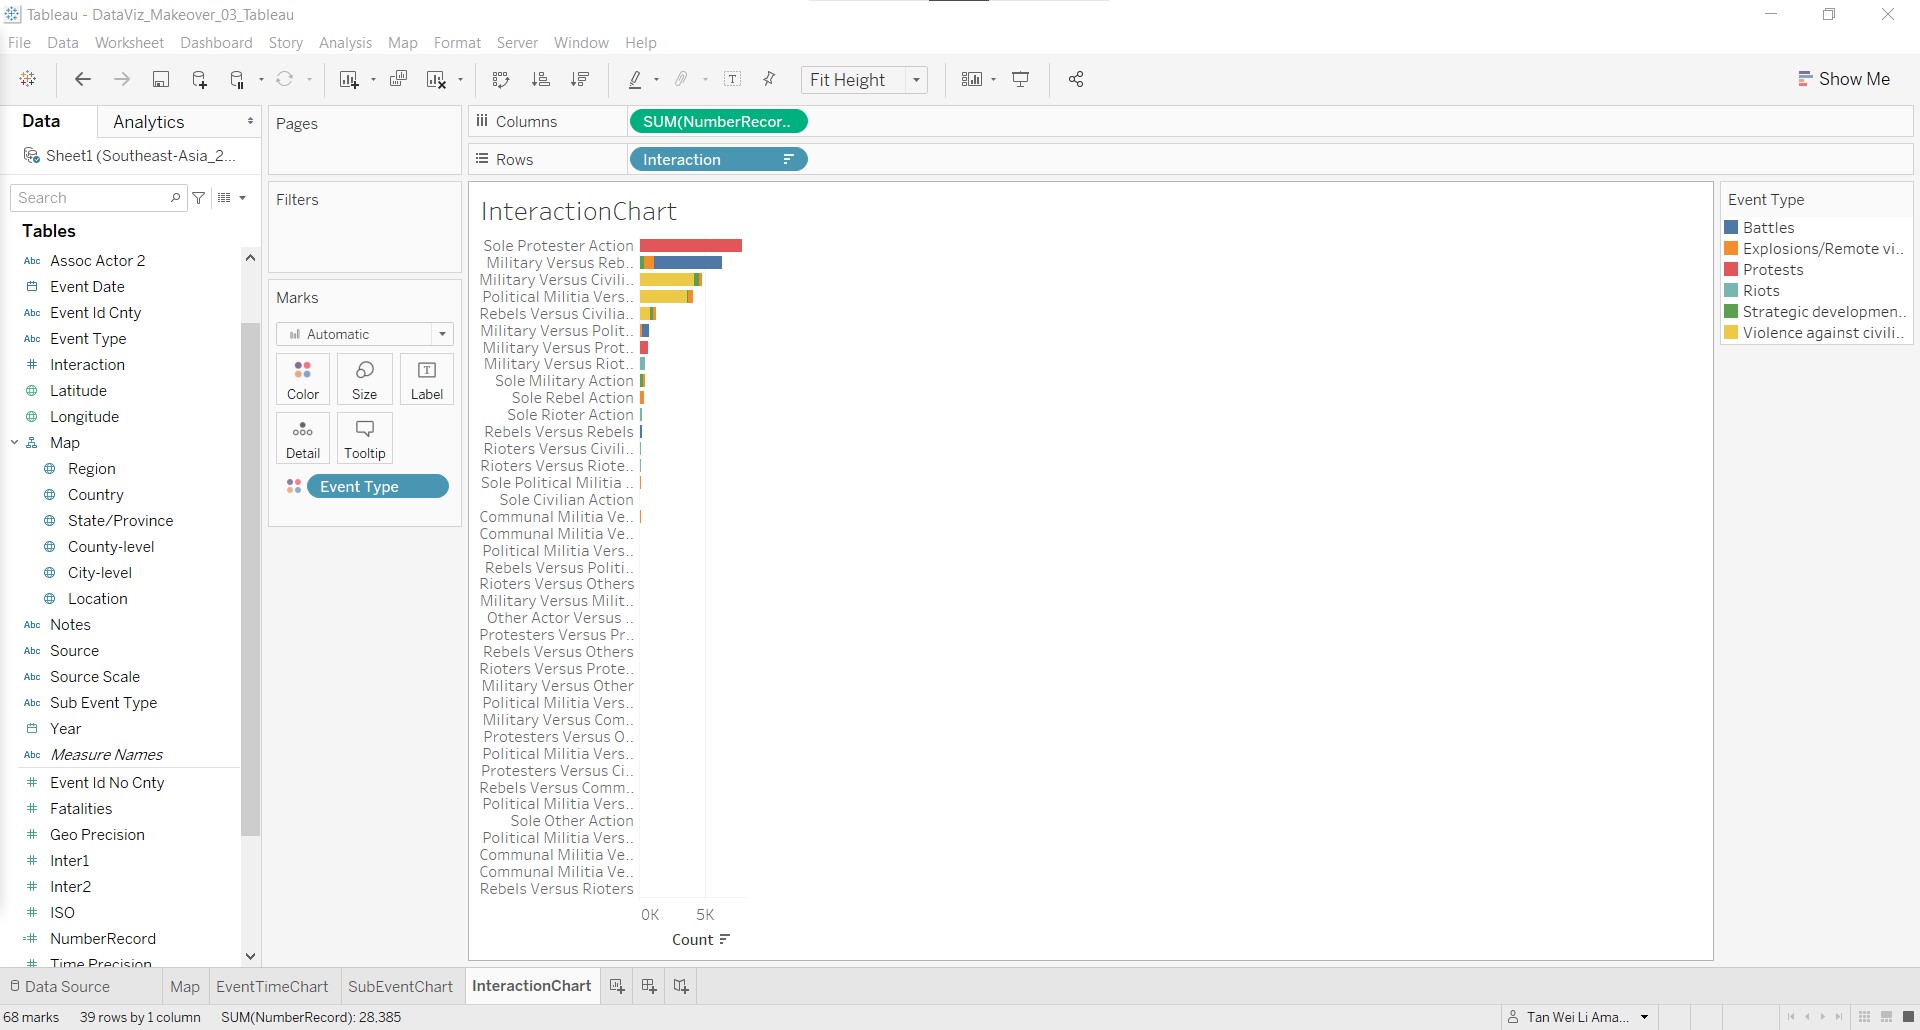 Tableau - DataViz_Makeover_03_Tableau
File Data Worksheet Dashboard Story Analysis Map Format Server Window Help
Fit Height
Show Me
Data
Analytics
Sheet1 (Southeast-Asia_2...
Search
Tables
Abc Assoc Actor 2
Event Date
Abc Event Id Cnty
Abc Event Type
# Interaction
Latitude
Longitude
Map
Region
Country
State/Province
County-level
City-level
Location
Abc Notes
Abc Source
Abc Source Scale
Abc Sub Event Type
Year
Abc Measure Names
# Event Id No Cnty
# Fatalities
# Geo Precision
# Inter1
# Inter2
# ISO
=# NumberRecord
# Time Precision
Pages
Filters
Marks
Automatic
Color
Size
T
Label
Detail
Tooltip
Event Type
Columns
SUM(NumberRecor..
Rows
Interaction
InteractionChart
Sole Protester Action
Military Versus Reb..
Military Versus Civili..
Political Militia Vers..
Rebels Versus Civilia..
Military Versus Polit..
Military Versus Prot..
Military Versus Riot..
Sole Military Action
Sole Rebel Action
Sole Rioter Action
Rebels Versus Rebels
Rioters Versus Civili..
Rioters Versus Riote..
Sole Political Militia ..
Sole Civilian Action
Communal Militia Ve..
Communal Militia Ve..
Political Militia Vers..
Rebels Versus Politi..
Rioters Versus Others
Military Versus Milit..
Other Actor Versus ..
Protesters Versus Pr..
Rebels Versus Others
Rioters Versus Prote..
Military Versus Other
Political Militia Vers..
Military Versus Com..
Protesters Versus O..
Political Militia Vers..
Protesters Versus Ci..
Rebels Versus Comm..
Political Militia Vers..
Sole Other Action
Political Militia Vers..
Communal Militia Ve..
Communal Militia Ve..
Rebels Versus Rioters
0K 5K
Count
Event Type
Battles
Explosions/Remote vi..
Protests
Riots
Strategic developmen..
Violence against civili..
Data Source
Map
EventTimeChart
SubEventChart
InteractionChart
68 marks 39 rows by 1 column SUM(NumberRecord): 28,385
Tan Wei Li Ama...